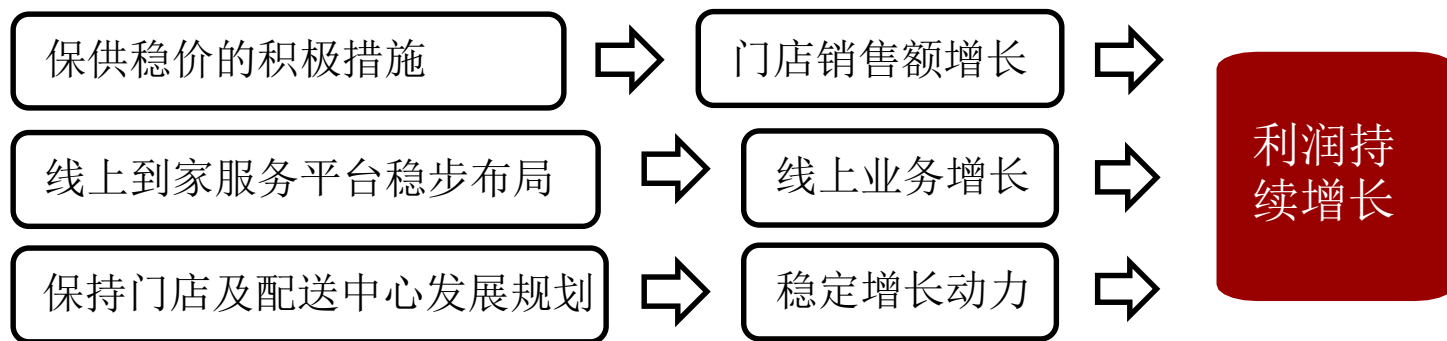 保供稳价的积极措施
门店销售额增长
线上到家服务平台稳步布局
线上业务增长
保持门店及配送中心发展规划
稳定增长动力
利润持
续增长